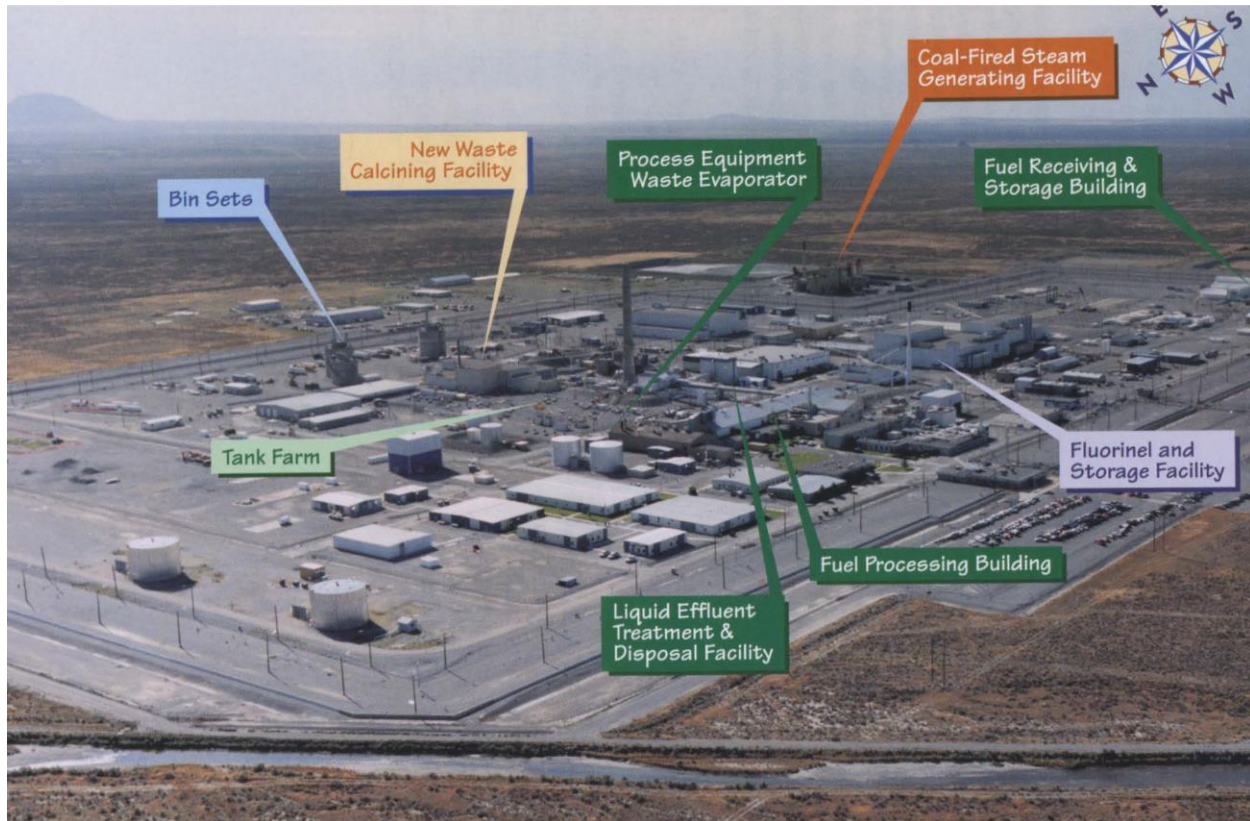 E
S
N
W
Coal-Fired Steam
Generating Facility
New Waste
Calcining Facility
Process Equipment
Waste Evaporator
Fuel Receiving &
Storage Building
Bin Sets
Tank Farm
Fluorinel and
Storage Facility
Fuel Processing Building
Liquid Effluent
Treatment &
Disposal Facility